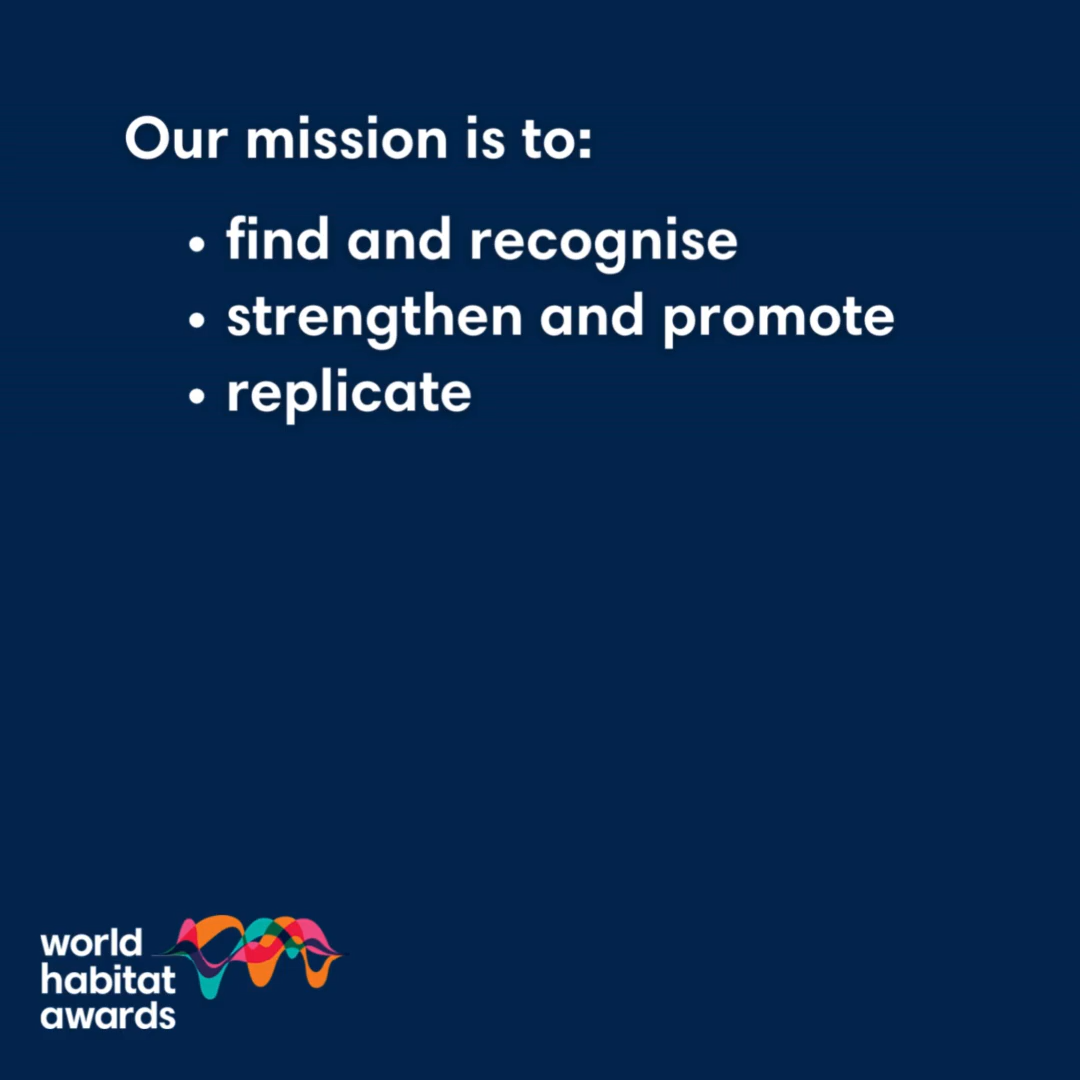 Our mission is to:
• find and recognise
• strengthen and promote
• replicate
world
habitat
awards